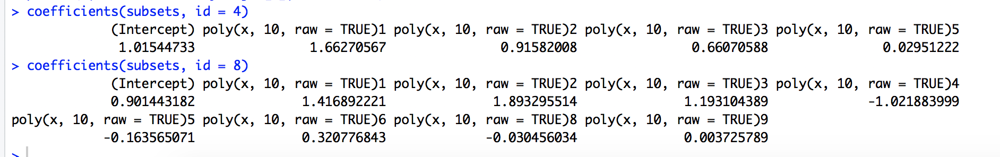 > coefficients(subsets, id = 4)
(Intercept) poly(x, 10, raw = TRUE)1 poly(x, 10, raw = TRUE)2 poly(x, 10, raw = TRUE)3 poly(x, 10, raw = TRUE)5
1.01544733 1.66270567 0.91582008 0.66070588 0.02951222
> coefficients(subsets, id = 8)
(Intercept) poly(x, 10, raw = TRUE)1 poly(x, 10, raw = TRUE)2 poly(x, 10, raw = TRUE)3 poly(x, 10, raw = TRUE)4
0.901443182 1.416892221 1.893295514 1.193104389 -1.021883999
poly(x, 10, raw = TRUE)5 poly(x, 10, raw = TRUE)6 poly(x, 10, raw = TRUE)8 poly(x, 10, raw = TRUE)9
-0.163565071 0.320776843 -0.030456034 0.003725789
>